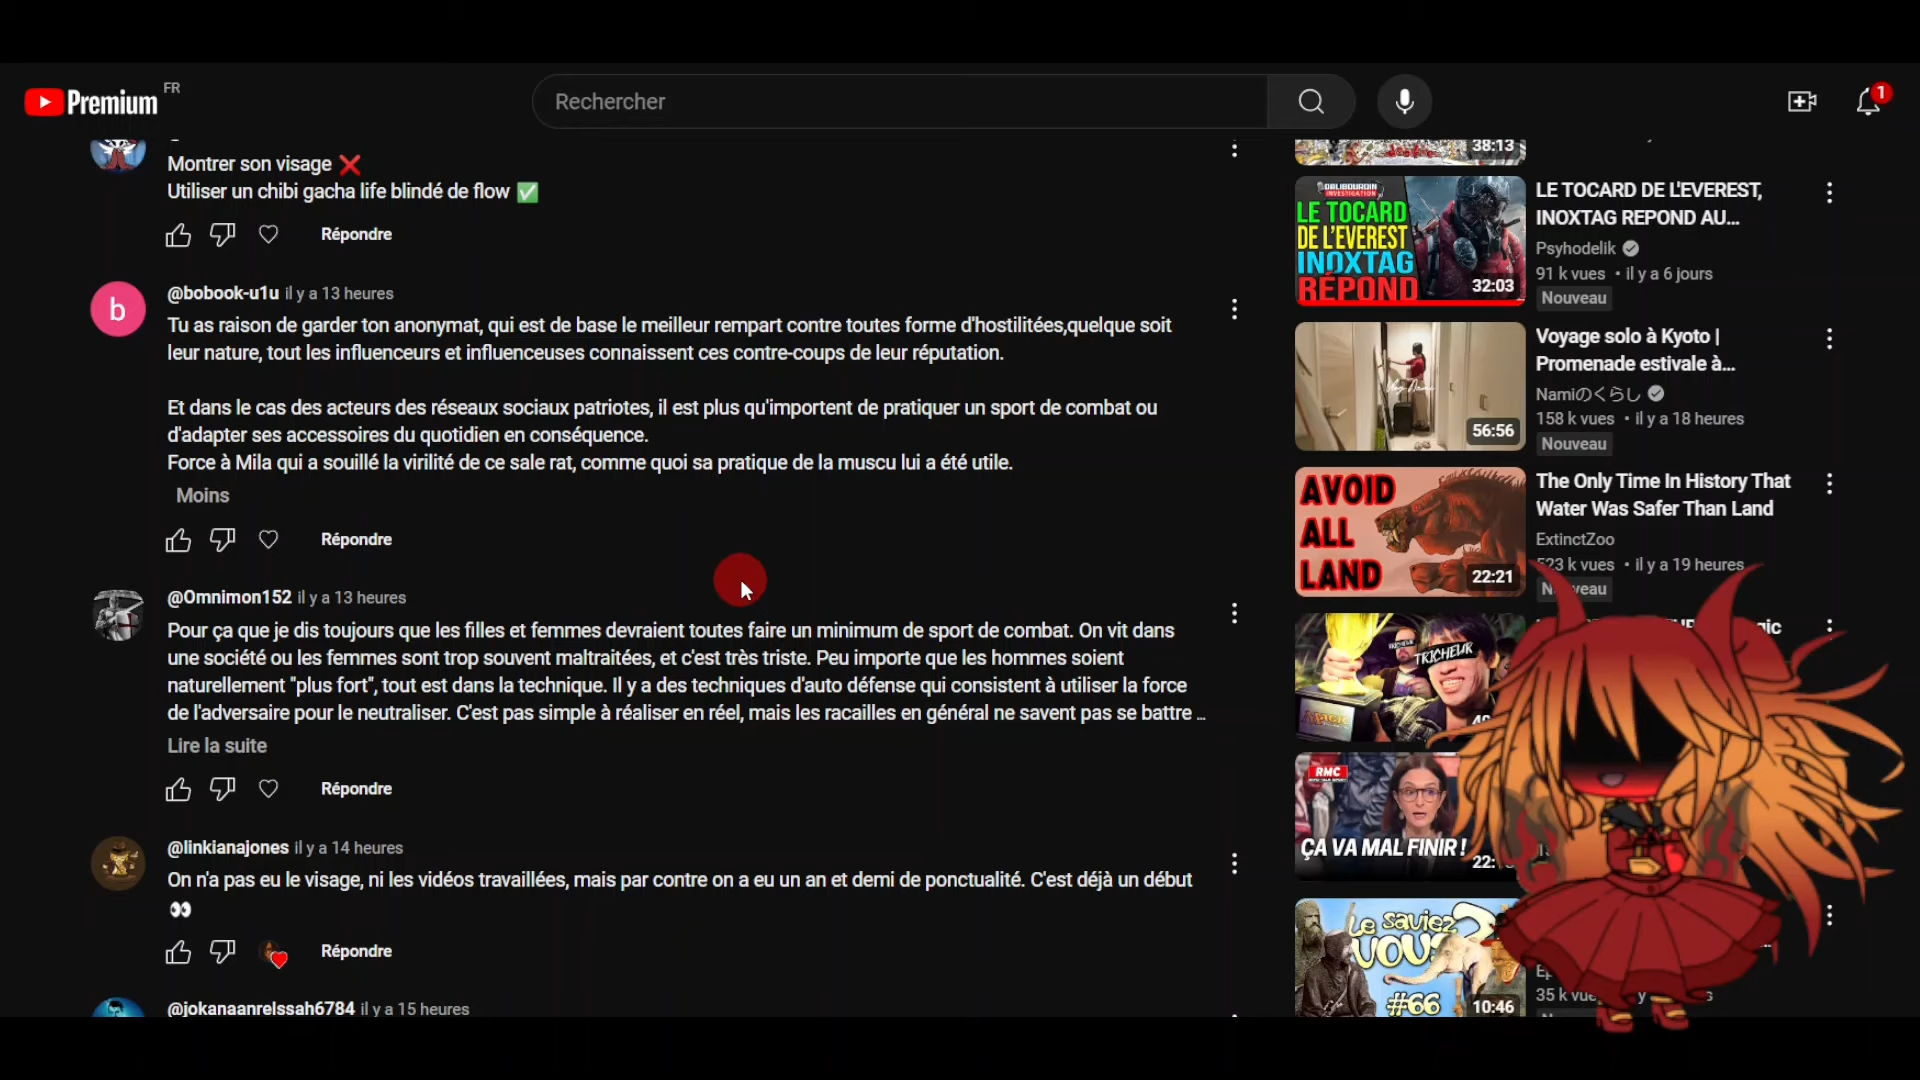 Premium
FR
Rechercher
1
Montrer son visage ❌
Utiliser un chibi gacha life blindé de flow ✅
Répondre
b
@bobook-u1u il y a 13 heures
Tu as raison de garder ton anonymat, qui est de base le meilleur rempart contre toutes forme d'hostilitées,quelque soit
leur nature, tout les influenceurs et influenceuses connaissent ces contre-coups de leur réputation.
Et dans le cas des acteurs des réseaux sociaux patriotes, il est plus qu'importent de pratiquer un sport de combat ou
d'adapter ses accessoires du quotidien en conséquence.
Force à Mila qui a souillé la virilité de ce sale rat, comme quoi sa pratique de la muscu lui a été utile.
Moins
Répondre
@Omnimon152 il y a 13 heures
Pour ça que je dis toujours que les filles et femmes devraient toutes faire un minimum de sport de combat. On vit dans
une société ou les femmes sont trop souvent maltraitées, et c'est très triste. Peu importe que les hommes soient
naturellement "plus fort", tout est dans la technique. Il y a des techniques d'auto défense qui consistent à utiliser la force
de l'adversaire pour le neutraliser. C'est pas simple à réaliser en réel, mais les racailles en général ne savent pas se battre ...
Lire la suite
Répondre
@linkianajones il y a 14 heures
On n'a pas eu le visage, ni les vidéos travaillées, mais par contre on a eu un an et demi de ponctualité. C'est déjà un début
👀
Répondre
@jokanaanrelssah6784 il y a 15 heures
38:13
DALIBOURGIN
INVESTIGATION
LE TOCARD
DE L'EVEREST
INOXTAG
RÉPOND
32:03
LE TOCARD DE L'EVEREST,
INOXTAG REPOND AU...
Psyhodelik
91 k vues • il y a 6 jours
Nouveau
56:56
Voyage solo à Kyoto |
Promenade estivale à...
Namiのくらし
158 k vues • il y a 18 heures
Nouveau
AVOID
ALL
LAND
22:21
The Only Time In History That
Water Was Safer Than Land
ExtinctZoo
523 k vues • il y a 19 heures
Nouveau
TRICHEUR
TRICHEUR
MAGIC
RMC
ÇA VA MAL FINIR !
22:
Le saviez
VOUS
?
#66
10:46
35 k vues